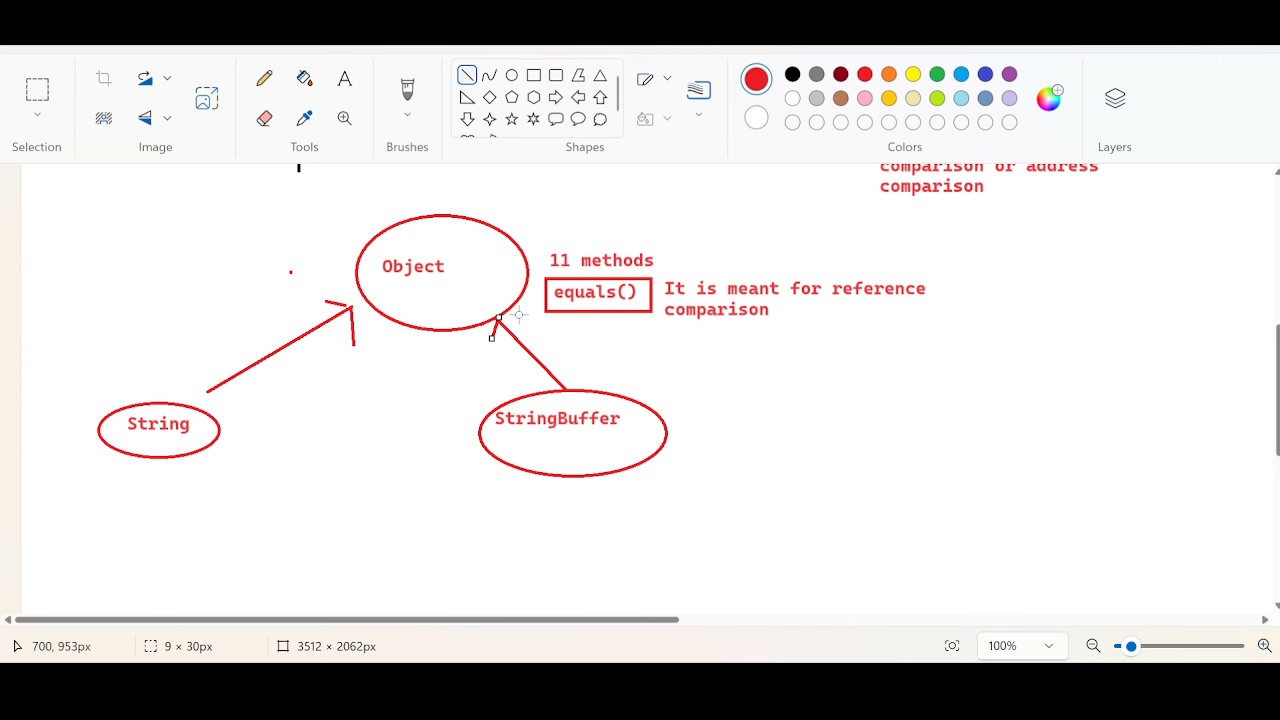 Selection
Image
Tools
Brushes
Shapes
Colors
Layers
A
comparison or address
comparison
Object
11 methods
equals()
It is meant for reference
comparison
String
StringBuffer
700, 953px
9 × 30px
3512 × 2062px
100%